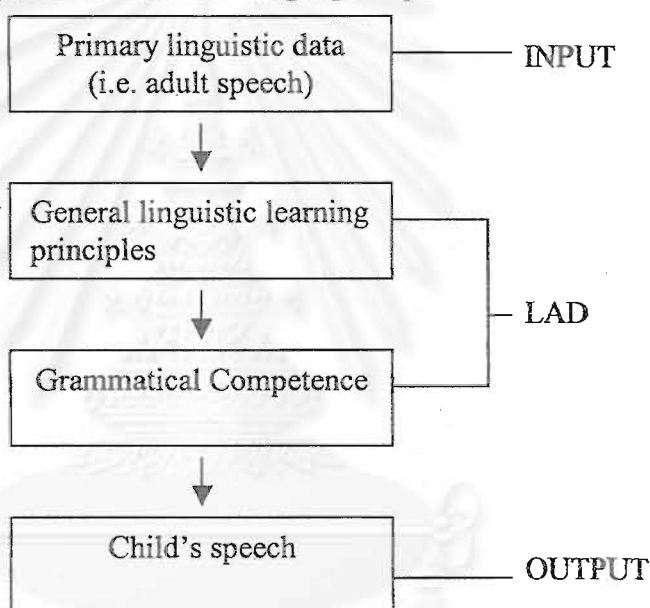 Primary linguistic data
(i.e. adult speech)
INPUT
General linguistic learning
principles
LAD
Grammatical Competence
Child's speech
OUTPUT